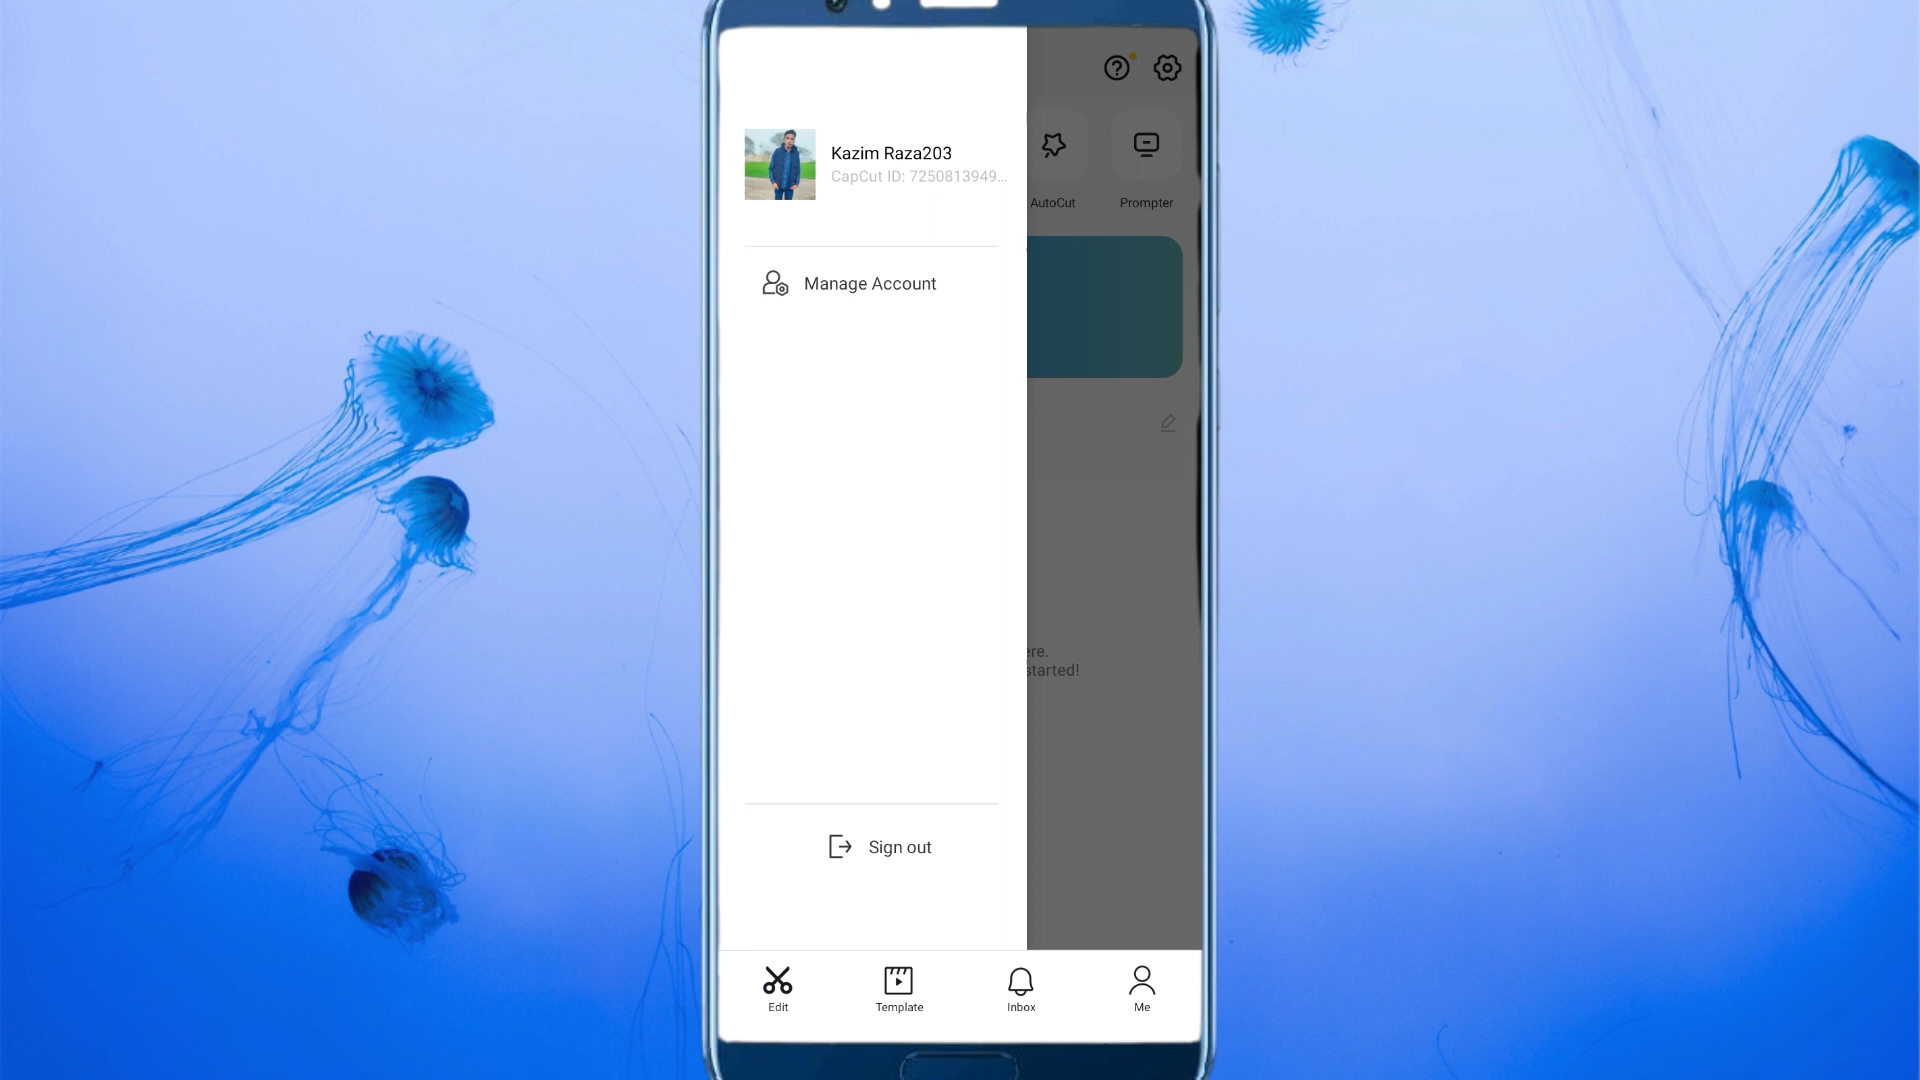 Kazim Raza203
CapCut ID: 7250813949...
AutoCut
Prompter
Manage Account
ere.
started!
Sign out
Edit
Template
Inbox
Me